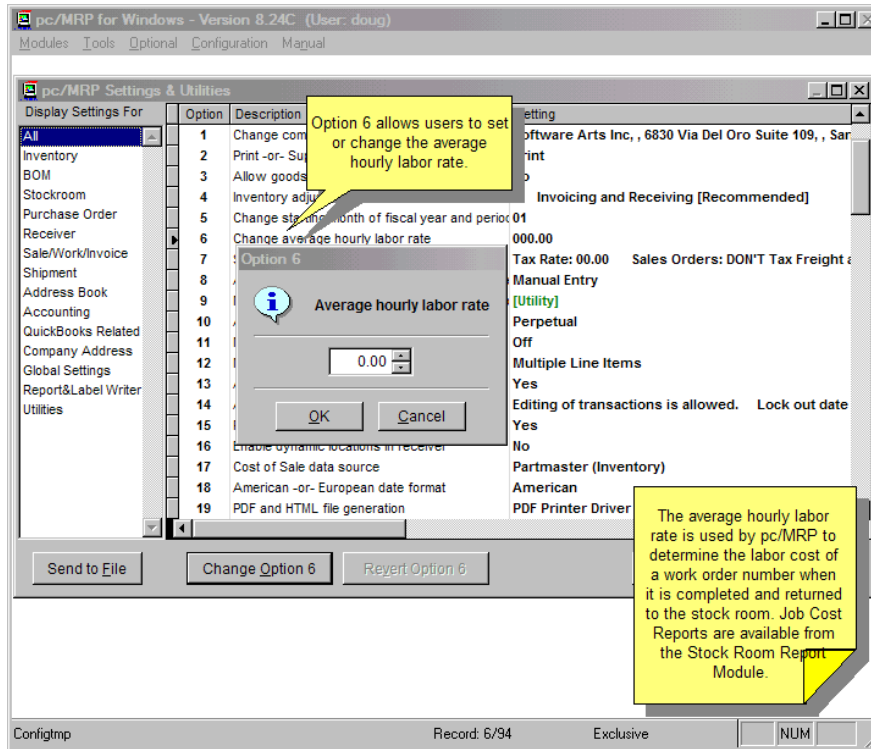 pc/MRP for Windows - Version 8.24C (User: doug)
Modules Tools Optional Configuration Manual
pc/MRP Settings & Utilities
Display Settings For
All
Inventory
BOM
Stockroom
Purchase Order
Receiver
Sale/Work/Invoice
Shipment
Address Book
Accounting
QuickBooks Related
Company Address
Global Settings
Report&Label Writer
Utilities
Option Description etting
1 Change com oftware Arts Inc, , 6830 Via Del Oro Suite 109, , Sar
2 Print -or- Su rint
3 Allow goods
4 Inventory adju Invoicing and Receiving [Recommended]
5 Change starting month of fiscal year and perioc 01
6 Change average hourly labor rate 000.00
7 Tax Rate: 00.00 Sales Orders: DON'T Tax Freight
8 Manual Entry
9 [Utility]
10 Perpetual
11 Off
12 Multiple Line Items
13 Yes
14 Editing of transactions is allowed. Lock out date
15 Yes
16 Enable dynamic locations in receiver No
17 Cost of Sale data source Partmaster (Inventory)
18 American -or- European date format American
19 PDF and HTML file generation PDF Printer Driver
Option 6 allows users to set
or change the average
hourly labor rate.
Option 6
Average hourly labor rate
0.00
OK Cancel
Send to File Change Option 6 Revert Option 6
The average hourly labor
rate is used by pc/MRP to
determine the labor cost of
a work order number when
it is completed and returned
to the stock room. Job Cost
Reports are available from
the Stock Room Report
Module.
Configtmp Record: 6/94 Exclusive NUM